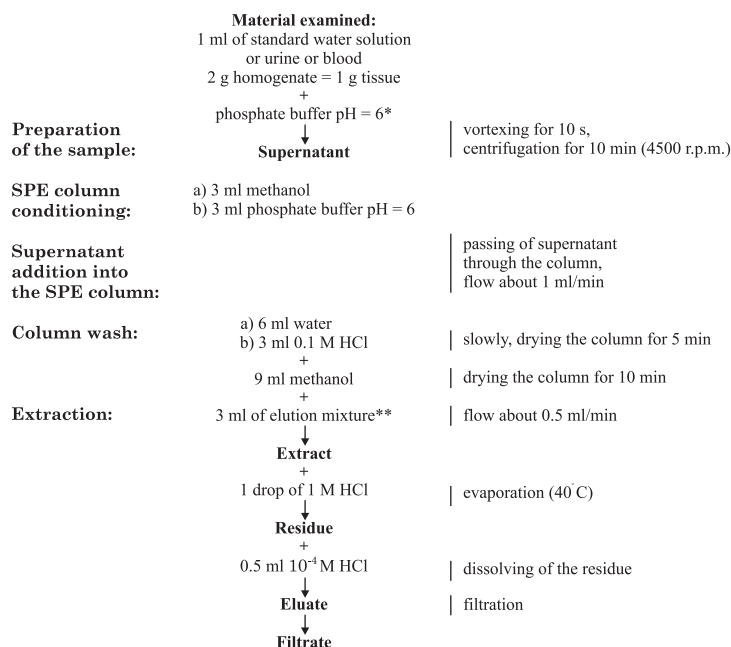 Material examined:
1 ml of standard water solution
or urine or blood
2 g homogenate = 1 g tissue
+
phosphate buffer pH = 6*
Preparation
of the sample:
Supernatant
vortexing for 10 s,
centrifugation for 10 min (4500 r.p.m.)
SPE column
conditioning:
a) 3 ml methanol
b) 3 ml phosphate buffer pH = 6
Supernatant
addition into
the SPE column:
passing of supernatant
through the column,
flow about 1 ml/min
Column wash:
a) 6 ml water
b) 3 ml 0.1 M HCl
slowly, drying the column for 5 min
+
9 ml methanol
drying the column for 10 min
+
Extraction:
3 ml of elution mixture**
flow about 0.5 ml/min
Extract
+
1 drop of 1 M HCl
evaporation (40°C)
Residue
+
0.5 ml 10⁻⁴ M HCl
dissolving of the residue
Eluate
filtration
Filtrate